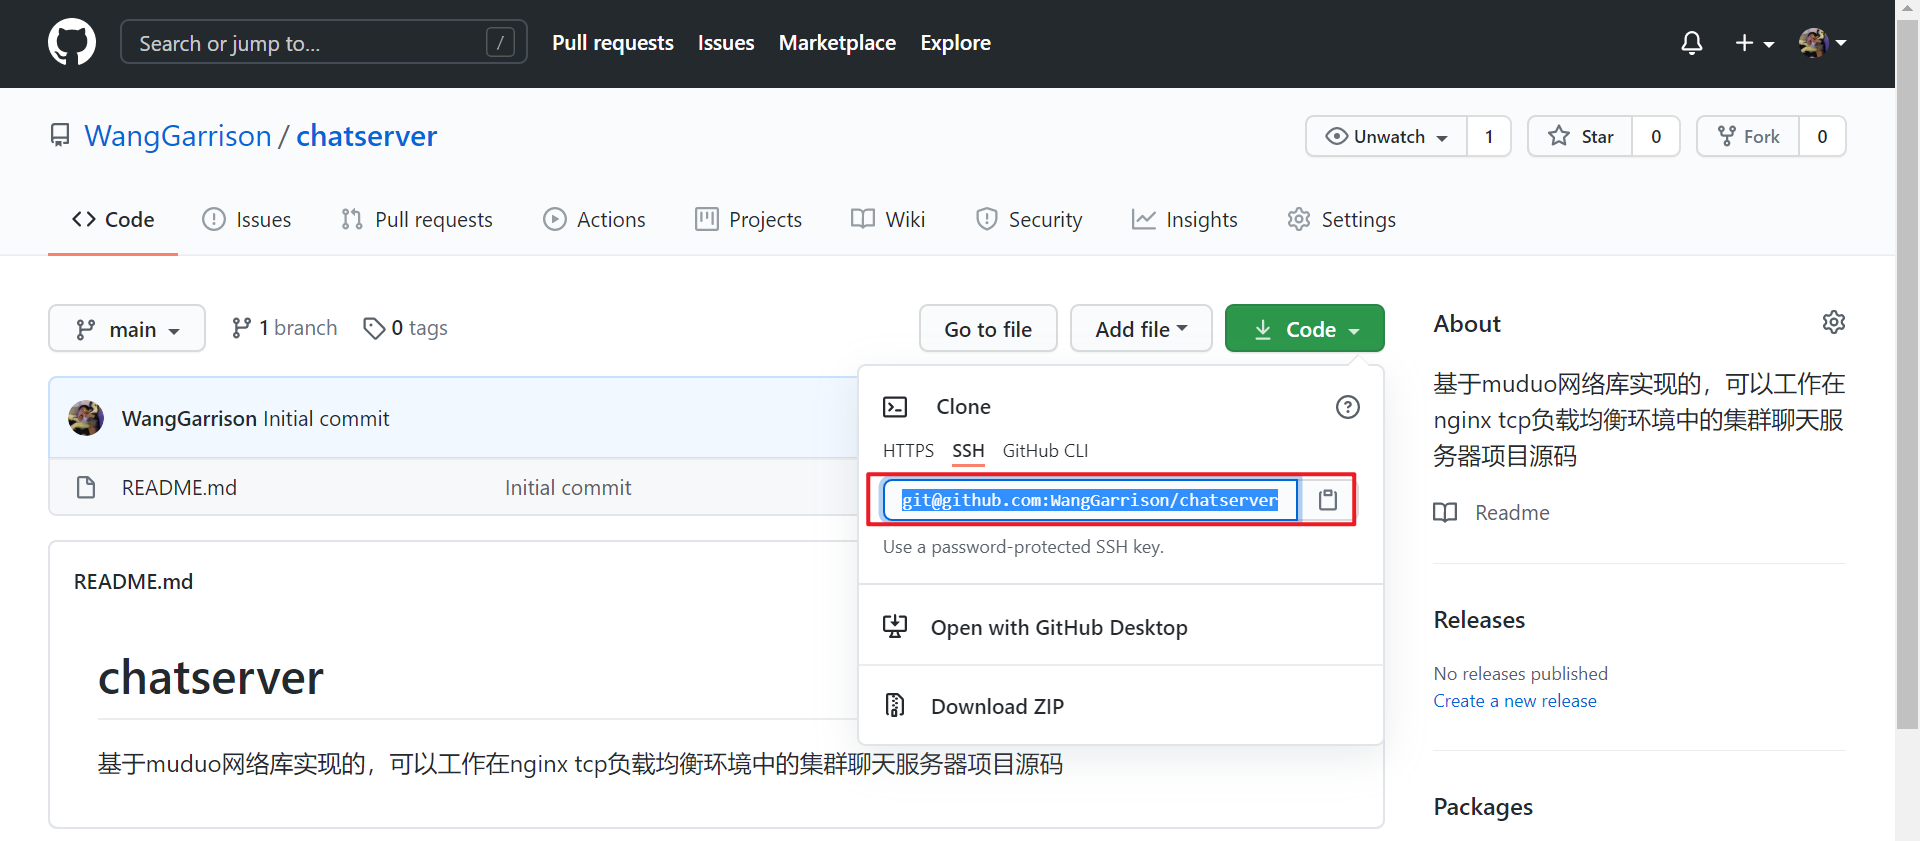 Search or jump to... /
Pull requests Issues Marketplace Explore
WangGarrison / chatserver
Unwatch 1 Star 0 Fork 0
Code Issues Pull requests Actions Projects Wiki Security Insights Settings
main 1 branch 0 tags
Go to file Add file Code
WangGarrison Initial commit
README.md Initial commit
Clone
HTTPS SSH GitHub CLI
git@github.com:WangGarrison/chatserver
Use a password-protected SSH key.
Open with GitHub Desktop
Download ZIP
README.md
chatserver
基于muduo网络库实现的，可以工作在nginx tcp负载均衡环境中的集群聊天服务器项目源码
About
基于muduo网络库实现的，可以工作在
nginx tcp负载均衡环境中的集群聊天服
务器项目源码
Readme
Releases
No releases published
Create a new release
Packages